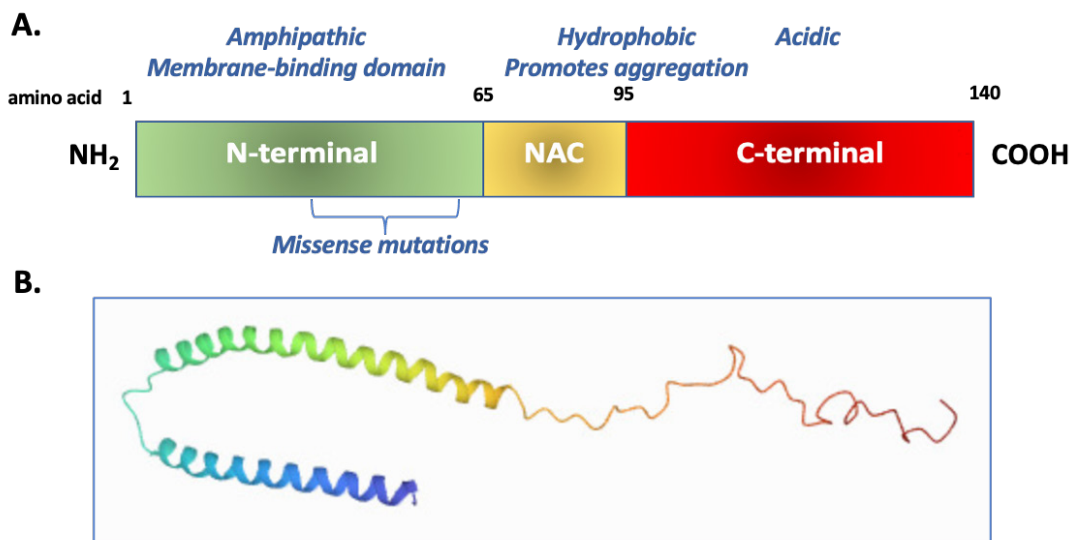 A.
Amphipathic
Membrane-binding domain
Hydrophobic
Promotes aggregation
Acidic
amino acid 1 65 95 140
NH2 N-terminal NAC C-terminal COOH
Missense mutations
B.